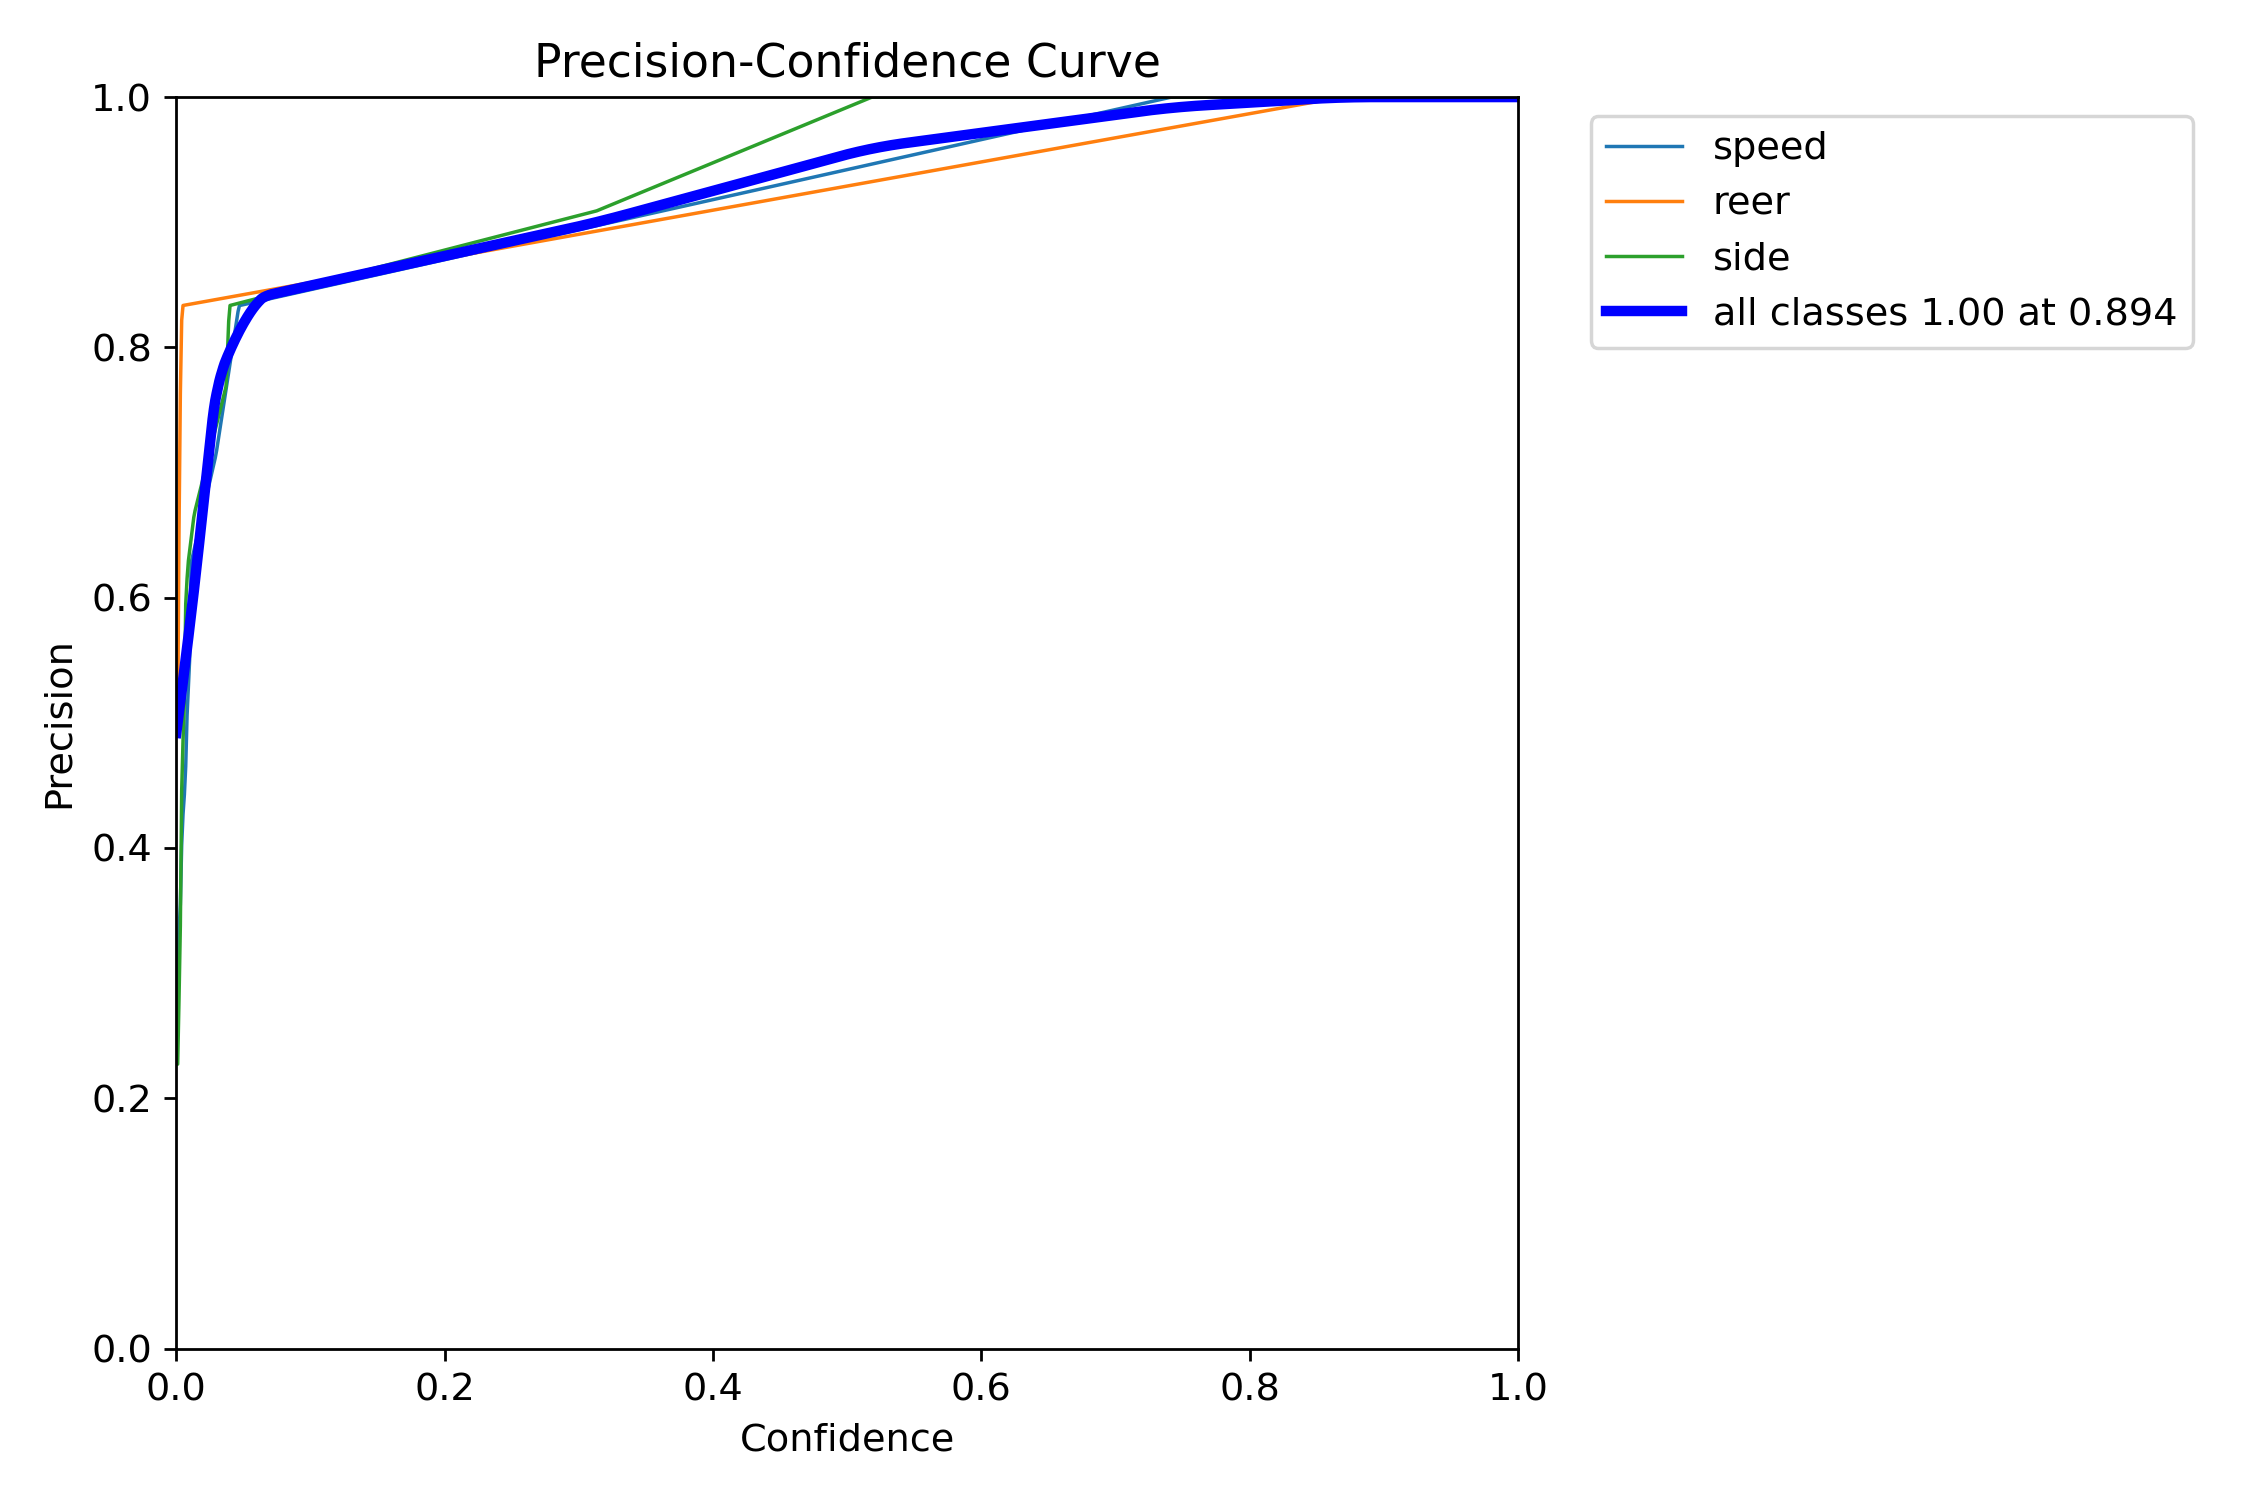 Precision-Confidence Curve
1.0
0.8
0.6
0.4
0.2
0.0
Precision
0.0 0.2 0.4 0.6 0.8 1.0
Confidence
speed
reer
side
all classes 1.00 at 0.894